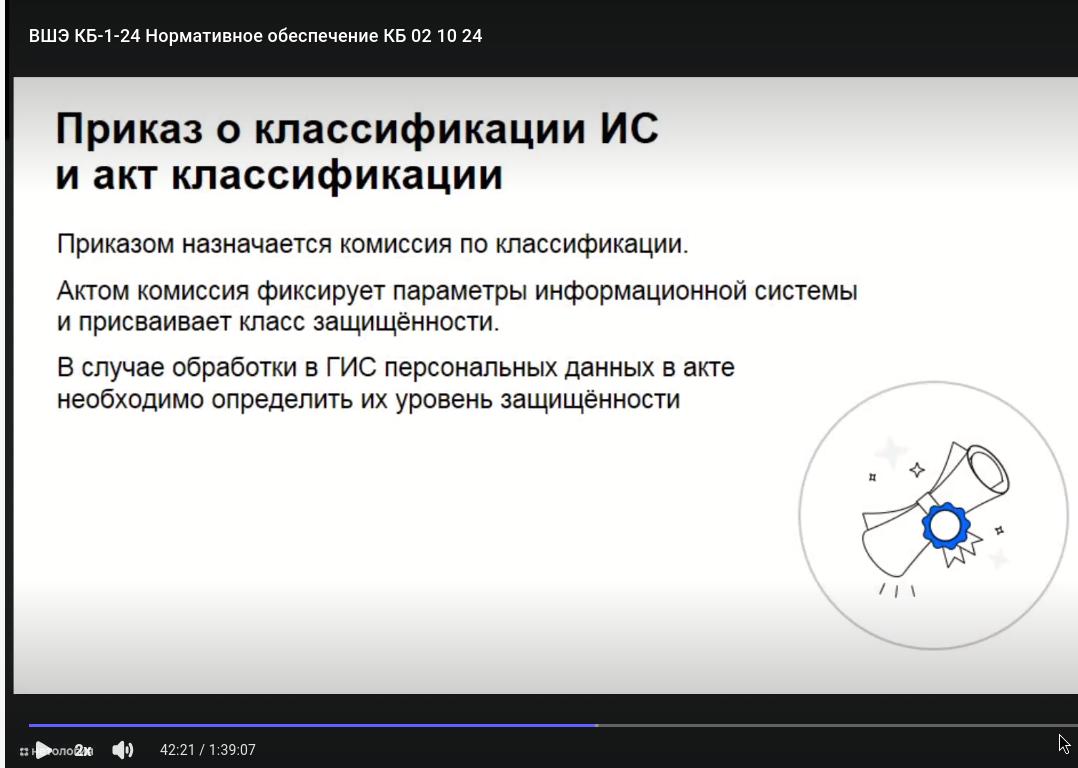 ВШЭ КБ-1-24 Нормативное обеспечение КБ 02 10 24
Приказ о классификации ИС
и акт классификации
Приказом назначается комиссия по классификации.
Актом комиссия фиксирует параметры информационной системы
и присваивает класс защищённости.
В случае обработки в ГИС персональных данных в акте
необходимо определить их уровень защищённости
2x
42:21 / 1:39:07